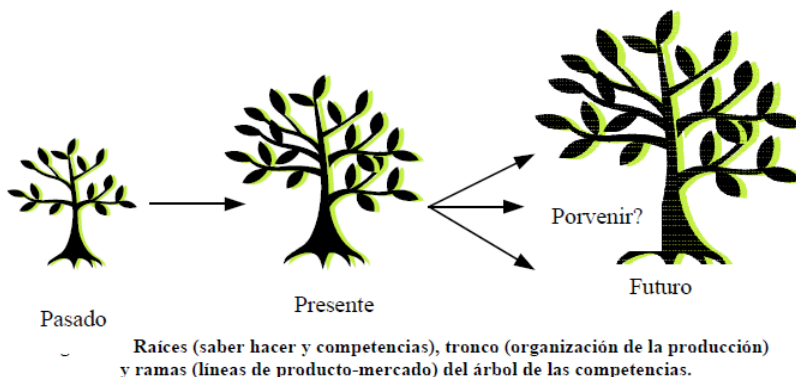 Porvenir?
Futuro
Presente
Pasado
Raíces (saber hacer y competencias), tronco (organización de la producción)
y ramas (líneas de producto-mercado) del árbol de las competencias.